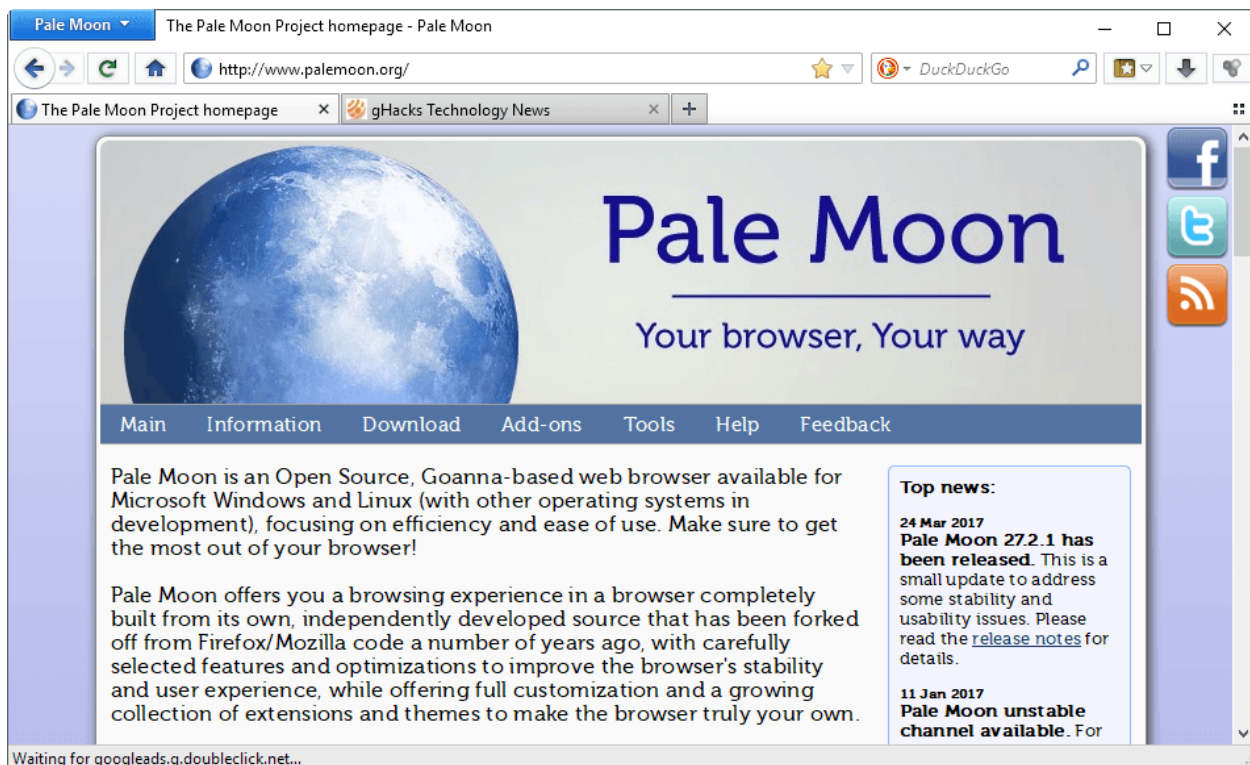 Pale Moon
The Pale Moon Project homepage - Pale Moon
http://www.palemoon.org/
DuckDuckGo
The Pale Moon Project homepage
gHacks Technology News
Pale Moon
Your browser, Your way
Main Information Download Add-ons Tools Help Feedback
Pale Moon is an Open Source, Goanna-based web browser available for
Microsoft Windows and Linux (with other operating systems in
development), focusing on efficiency and ease of use. Make sure to get
the most out of your browser!
Pale Moon offers you a browsing experience in a browser completely
built from its own, independently developed source that has been forked
off from Firefox/Mozilla code a number of years ago, with carefully
selected features and optimizations to improve the browser's stability
and user experience, while offering full customization and a growing
collection of extensions and themes to make the browser truly your own.
Top news:
24 Mar 2017
Pale Moon 27.2.1 has
been released. This is a
small update to address
some stability and
usability issues. Please
read the release notes for
details.
11 Jan 2017
Pale Moon unstable
channel available. For
Waiting for googleads.g.doubleclick.net...